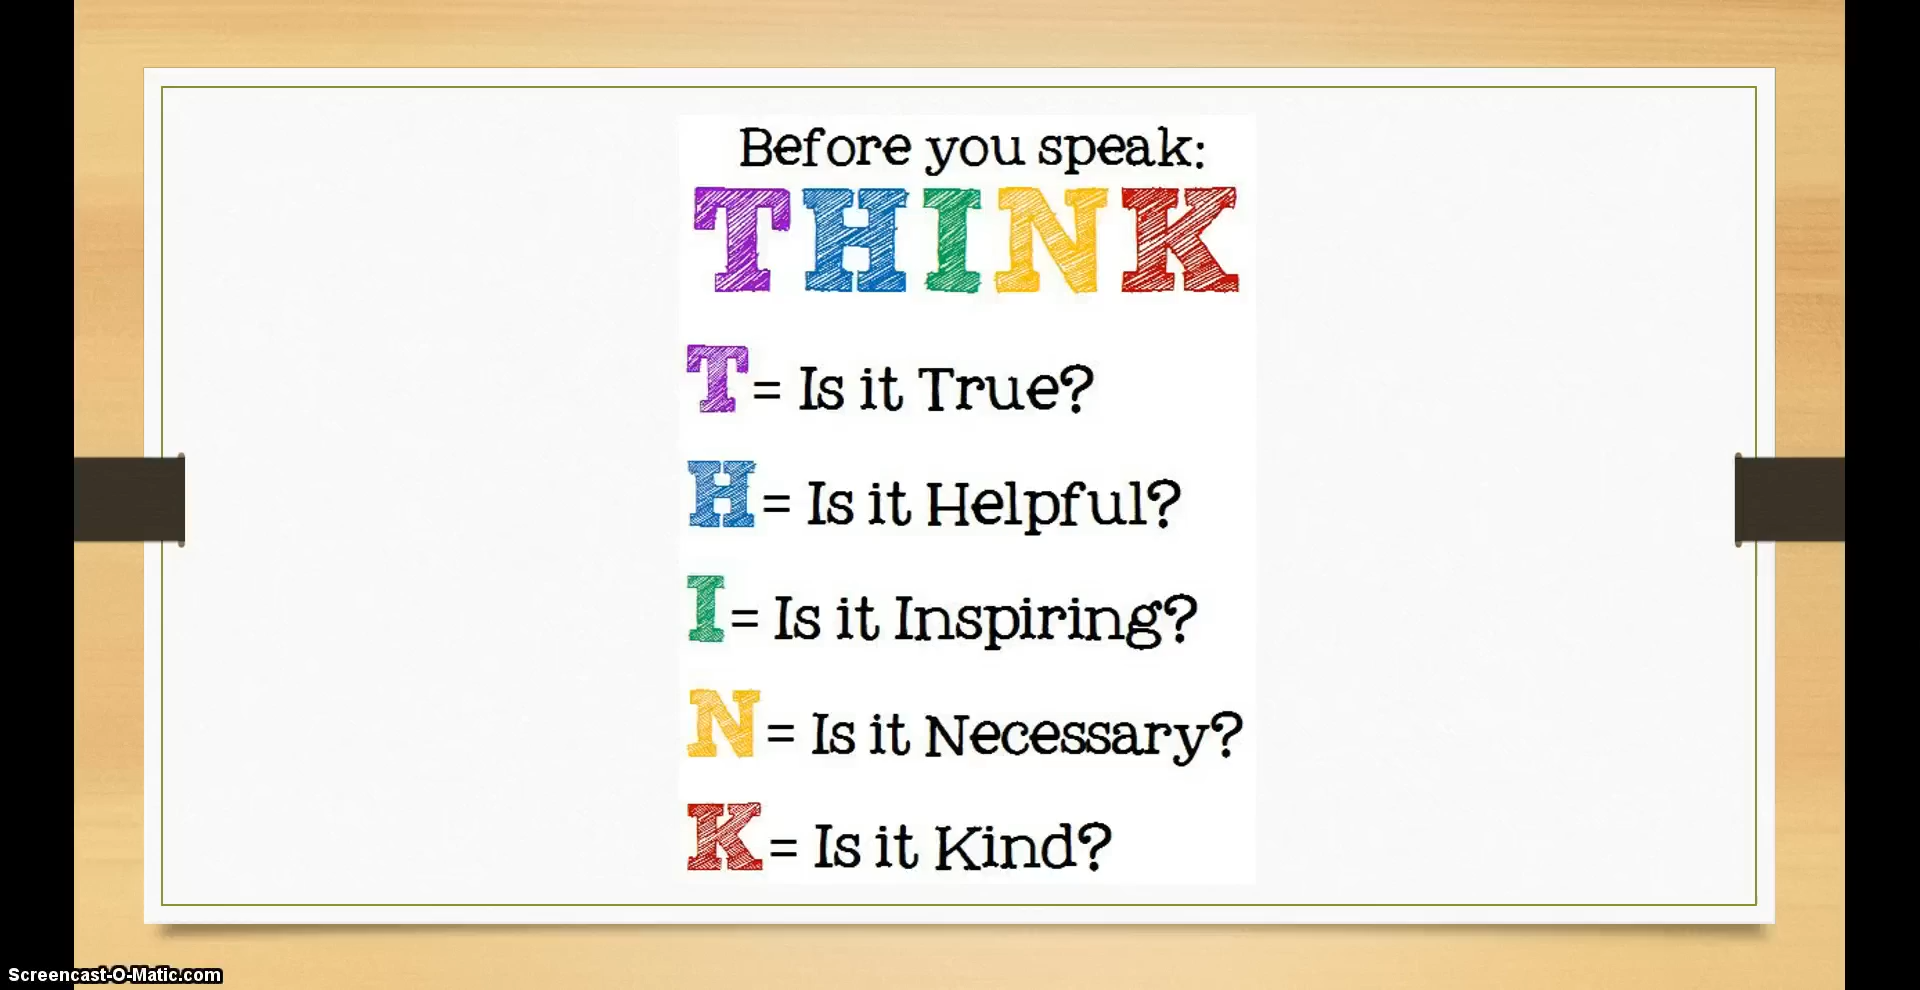 Before you speak:
THINK
T= Is it True?
H= Is it Helpful?
I= Is it Inspiring?
N= Is it Necessary?
K= Is it Kind?
Screencast-O-Matic.com